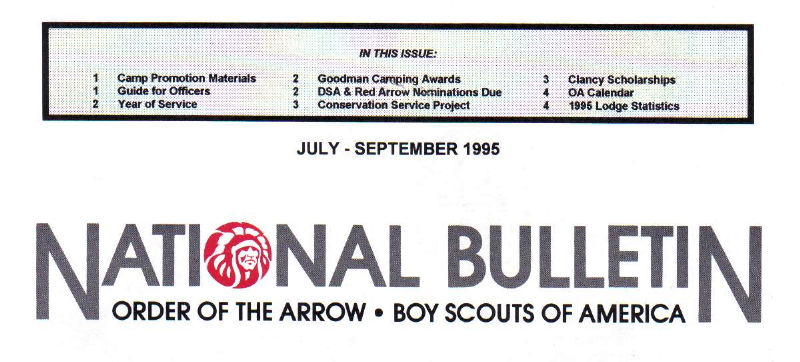 IN THIS ISSUE:
1 Camp Promotion Materials 2 Goodman Camping Awards 3 Clancy Scholarships
1 Guide for Officers 2 DSA & Red Arrow Nominations Due 4 OA Calendar
2 Year of Service 3 Conservation Service Project 4 1995 Lodge Statistics
JULY - SEPTEMBER 1995
NATIONAL BULLETIN
ORDER OF THE ARROW • BOY SCOUTS OF AMERICA